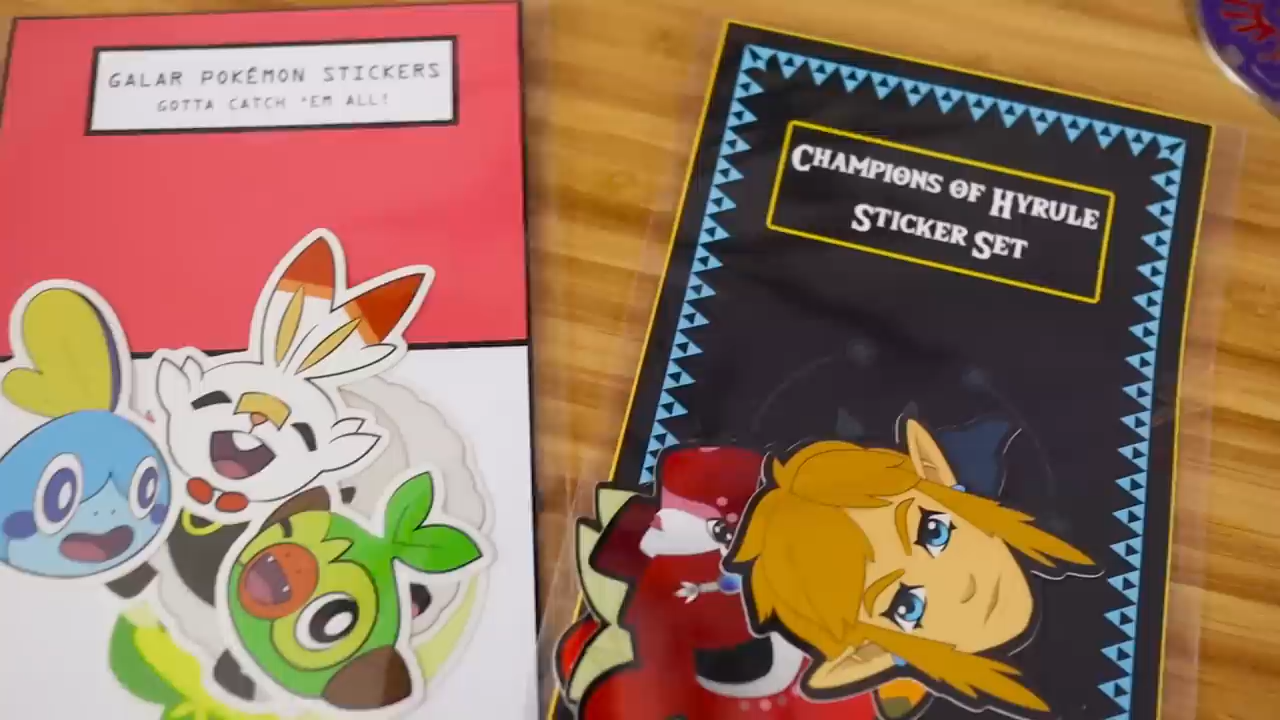 GALAR POKÉMON STICKERS
GOTTA CATCH 'EM ALL!
CHAMPIONS OF HYRULE
STICKER SET